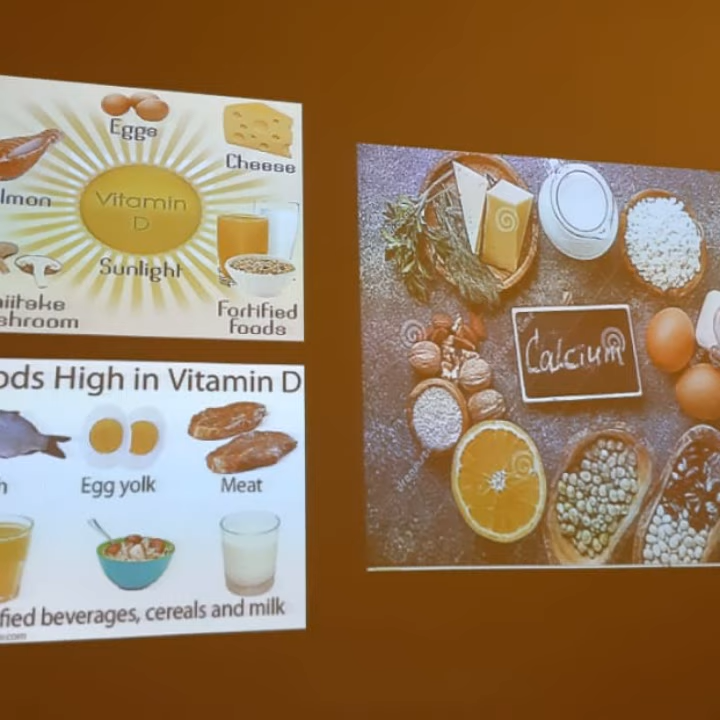 Eggs
Cheese
lmon
Vitamin
D
Sunlight
iitake
shroom
Fortified
foods
ods High in Vitamin D
h
Egg yolk
Meat
fied beverages, cereals and milk
Calcium